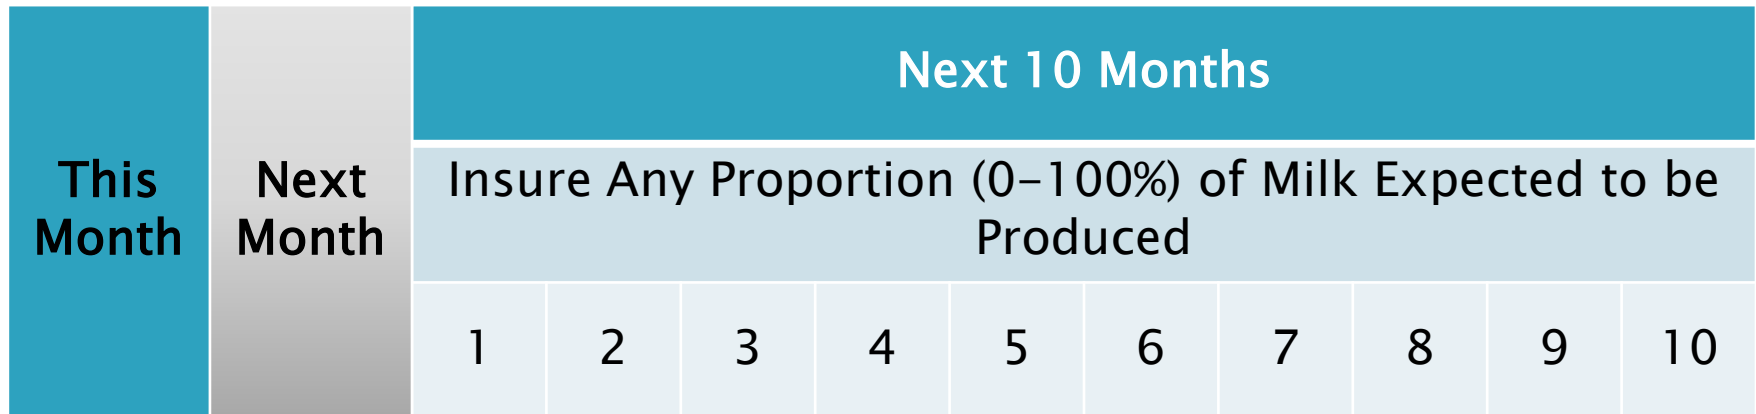 This
Month
Next
Month
Next 10 Months
Insure Any Proportion (0-100%) of Milk Expected to be
Produced
1 2 3 4 5 6 7 8 9 10